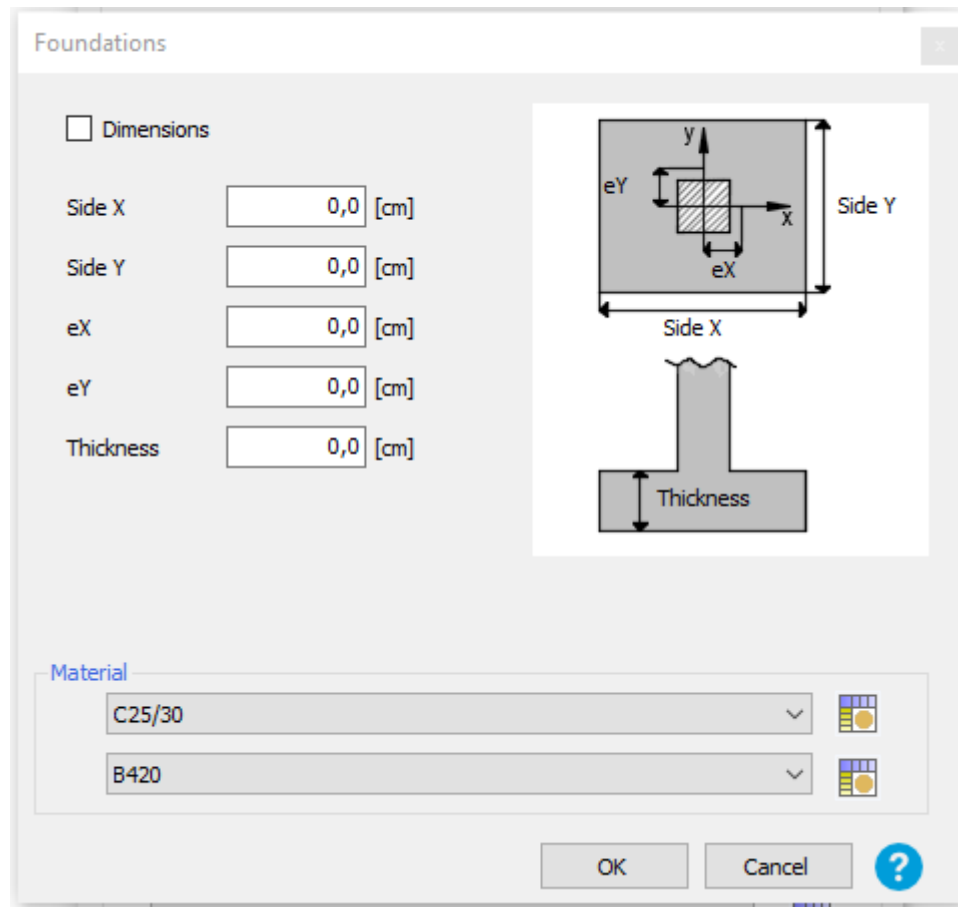 Foundations
x
Dimensions
Side X 0,0 [cm]
Side Y 0,0 [cm]
eX 0,0 [cm]
eY 0,0 [cm]
Thickness 0,0 [cm]
y
eY
x
Side Y
eX
Side X
Thickness
Material
C25/30
B420
OK Cancel ?